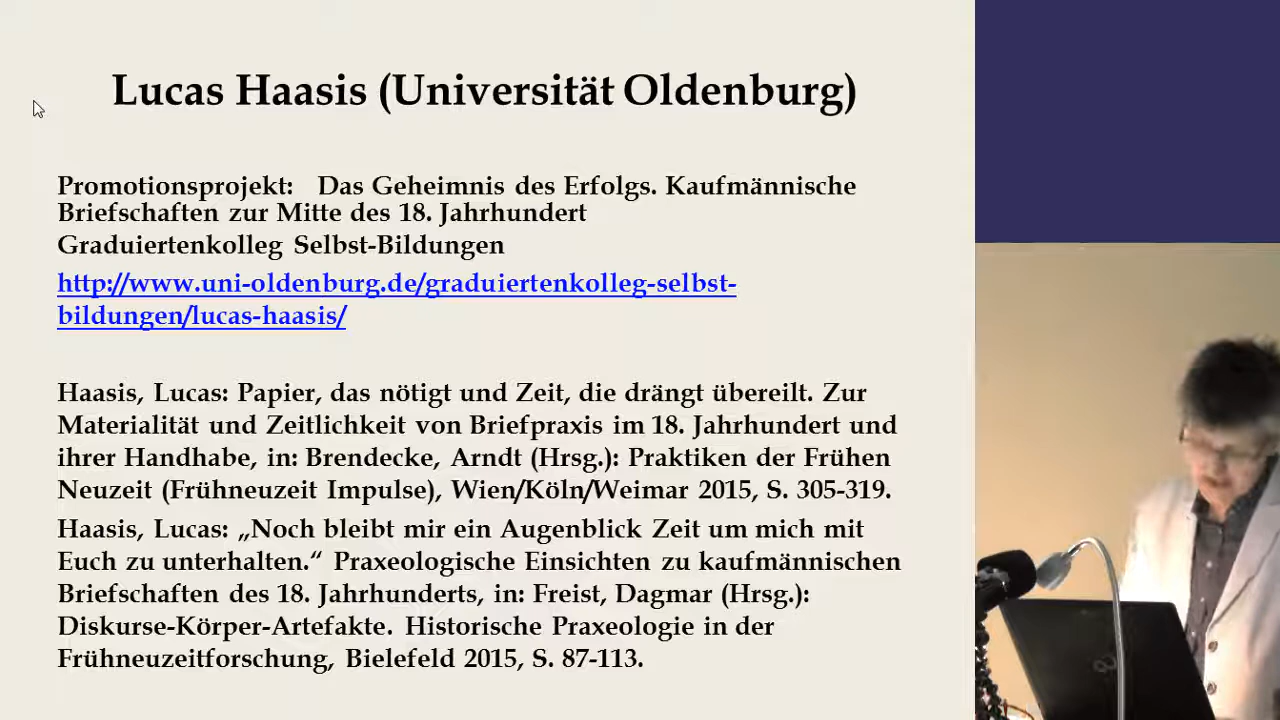 Lucas Haasis (Universität Oldenburg)
Promotionsprojekt: Das Geheimnis des Erfolgs. Kaufmännische
Briefschaften zur Mitte des 18. Jahrhundert
Graduiertenkolleg Selbst-Bildungen
http://www.uni-oldenburg.de/graduiertenkolleg-selbst-
bildungen/lucas-haasis/
Haasis, Lucas: Papier, das nötigt und Zeit, die drängt übereilt. Zur
Materialität und Zeitlichkeit von Briefpraxis im 18. Jahrhundert und
ihrer Handhabe, in: Brendecke, Arndt (Hrsg.): Praktiken der Frühen
Neuzeit (Frühneuzeit Impulse), Wien/Köln/Weimar 2015, S. 305-319.
Haasis, Lucas: „Noch bleibt mir ein Augenblick Zeit um mich mit
Euch zu unterhalten.“ Praxeologische Einsichten zu kaufmännischen
Briefschaften des 18. Jahrhunderts, in: Freist, Dagmar (Hrsg.):
Diskurse-Körper-Artefakte. Historische Praxeologie in der
Frühneuzeitforschung, Bielefeld 2015, S. 87-113.